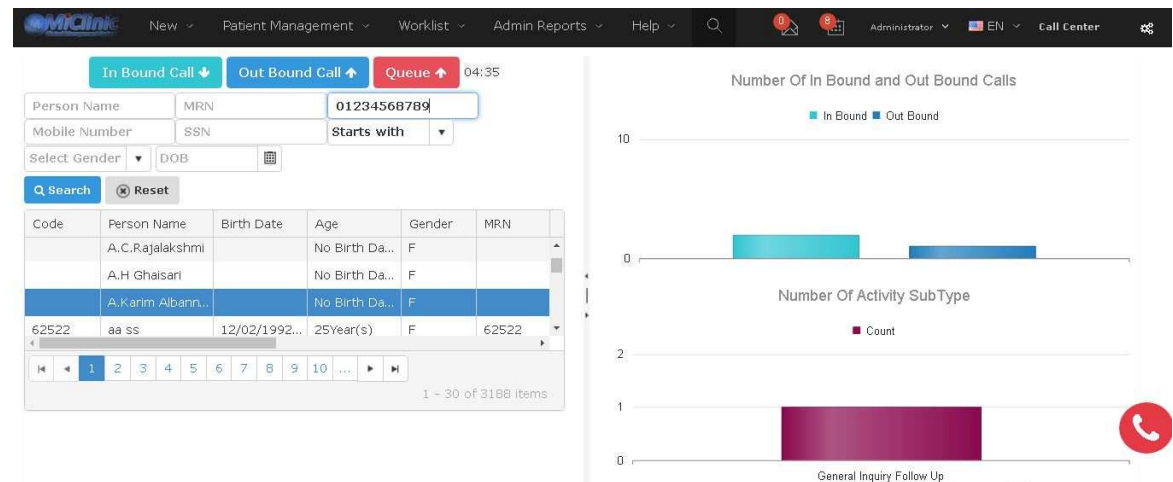 MiClinic New Patient Management Worklist Admin Reports Help 0 8 Administrator EN Call Center
In Bound Call Out Bound Call Queue 04:35
Person Name MRN 01234568789
Mobile Number SSN Starts with
Select Gender DOB
Search Reset
Code Person Name Birth Date Age Gender MRN
A.C.Rajalakshmi No Birth Da... F
A.H Ghaisari No Birth Da... F
A.Karim Albann... No Birth Da... F
62522 aa ss 12/02/1992... 25Year(s) F 62522
1 2 3 4 5 6 7 8 9 10 ...
1 - 30 of 3188 items
Number Of In Bound and Out Bound Calls
In Bound Out Bound
10
0
Number Of Activity SubType
Count
2
1
0
General Inquiry Follow Up